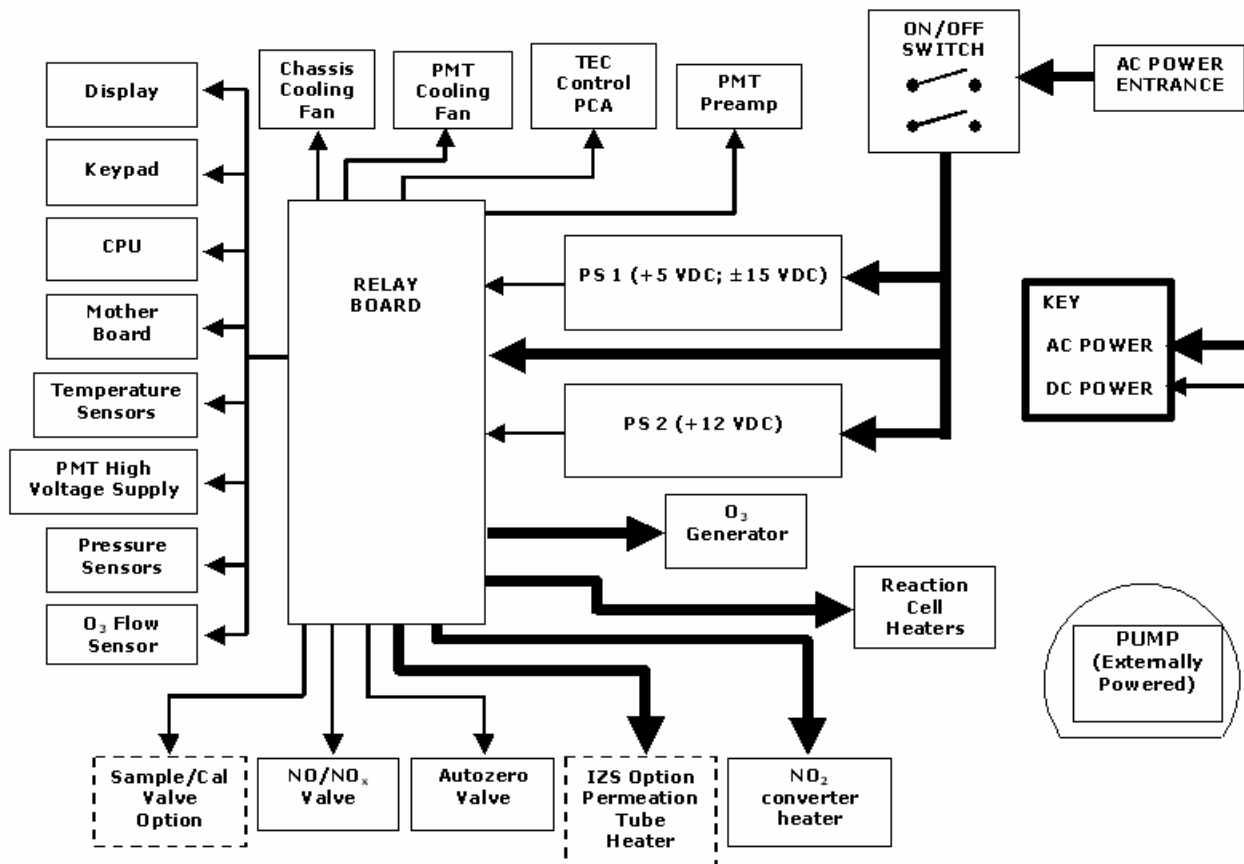 ON/OFF
SWITCH
AC POWER
ENTRANCE
Chassis
Cooling
Fan
PMT
Cooling
Fan
TEC
Control
PCA
PMT
Preamp
Display
Keypad
CPU
Mother
Board
Temperature
Sensors
PMT High
Voltage Supply
Pressure
Sensors
O₃ Flow
Sensor
RELAY
BOARD
PS 1 (+5 VDC; ±15 VDC)
PS 2 (+12 VDC)
KEY
AC POWER
DC POWER
O₃
Generator
Reaction
Cell
Heaters
PUMP
(Externally
Powered)
Sample/Cal
Valve
Option
NO/NOₓ
Valve
Autozero
Valve
IZS Option
Permeation
Tube
Heater
NO₂
converter
heater